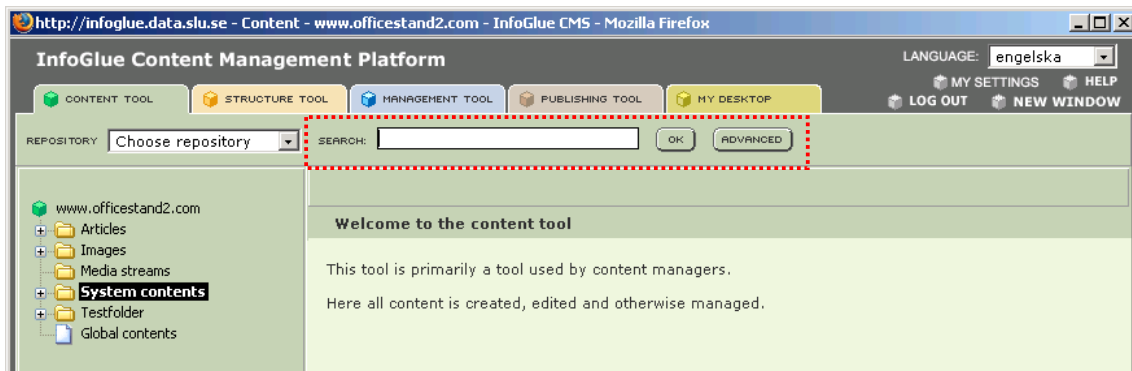 http://infoglue.data.slu.se - Content - www.officestand2.com - InfoGlue CMS - Mozilla Firefox
InfoGlue Content Management Platform
LANGUAGE: engelska
MY SETTINGS HELP
CONTENT TOOL STRUCTURE TOOL MANAGEMENT TOOL PUBLISHING TOOL MY DESKTOP
LOG OUT NEW WINDOW
REPOSITORY Choose repository SEARCH: OK ADVANCED
www.officestand2.com
Articles
Images
Media streams
System contents
Testfolder
Global contents
Welcome to the content tool
This tool is primarily a tool used by content managers.
Here all content is created, edited and otherwise managed.